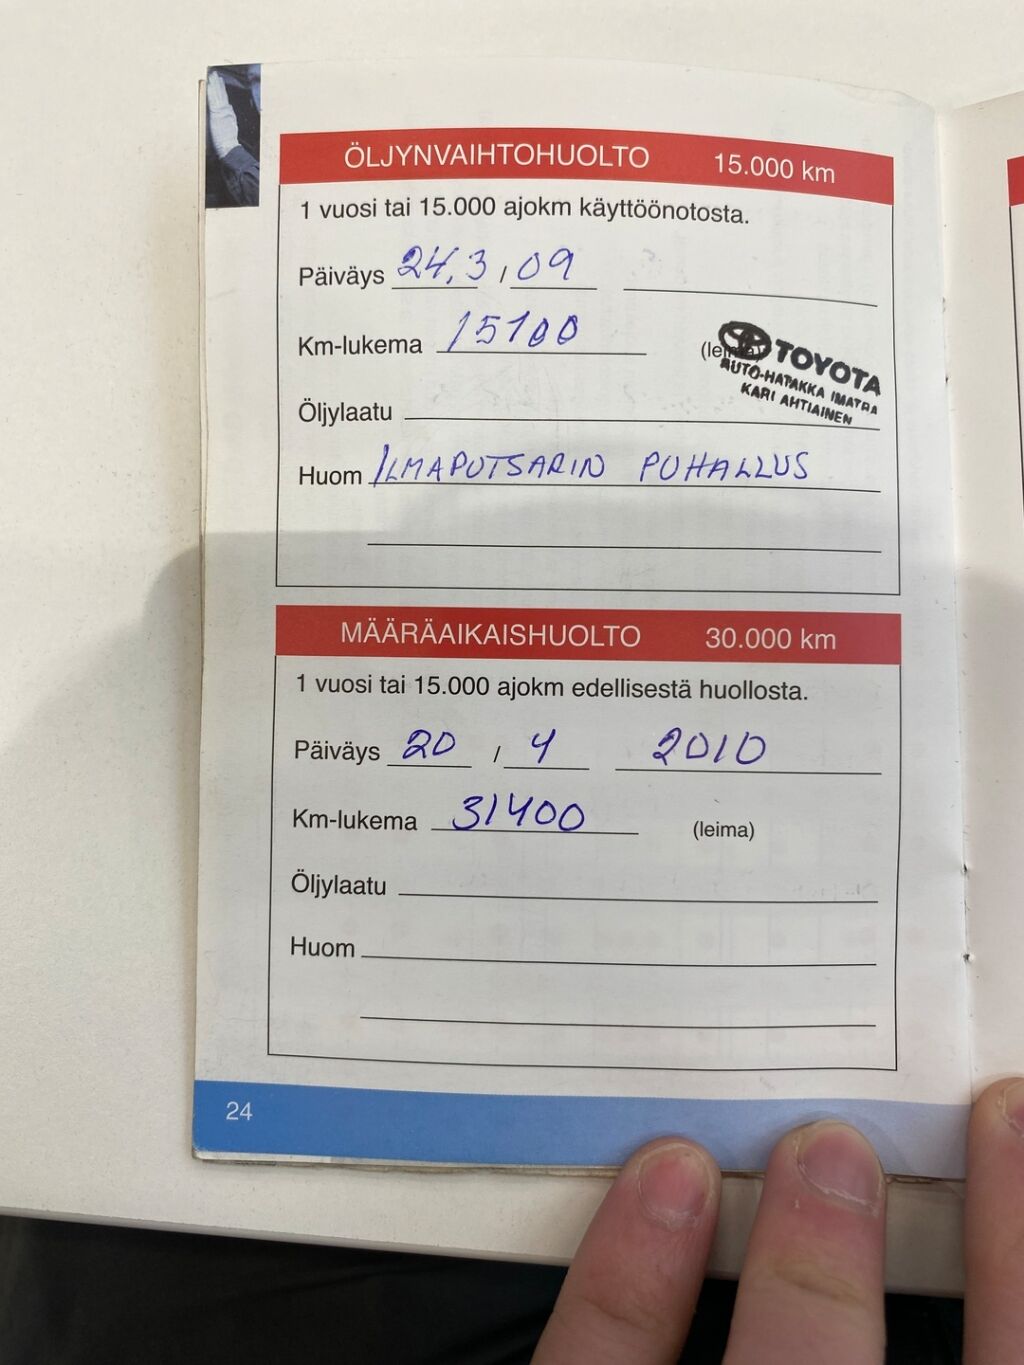 ÖLJYNVAIHTOHUOLTO 15.000 km
1 vuosi tai 15.000 ajokm käyttöönotosta.
Päiväys 24.3 / 09
Km-lukema 15100 (leima)
TOYOTA
AUTO-HATAKKA IMATRA
KARI AHTIAINEN
Öljylaatu
Huom ILMAPUTSARIN PUHALLUS
MÄÄRÄAIKAISHUOLTO 30.000 km
1 vuosi tai 15.000 ajokm edellisestä huollosta.
Päiväys 20 / 4 2010
Km-lukema 31400 (leima)
Öljylaatu
Huom
24